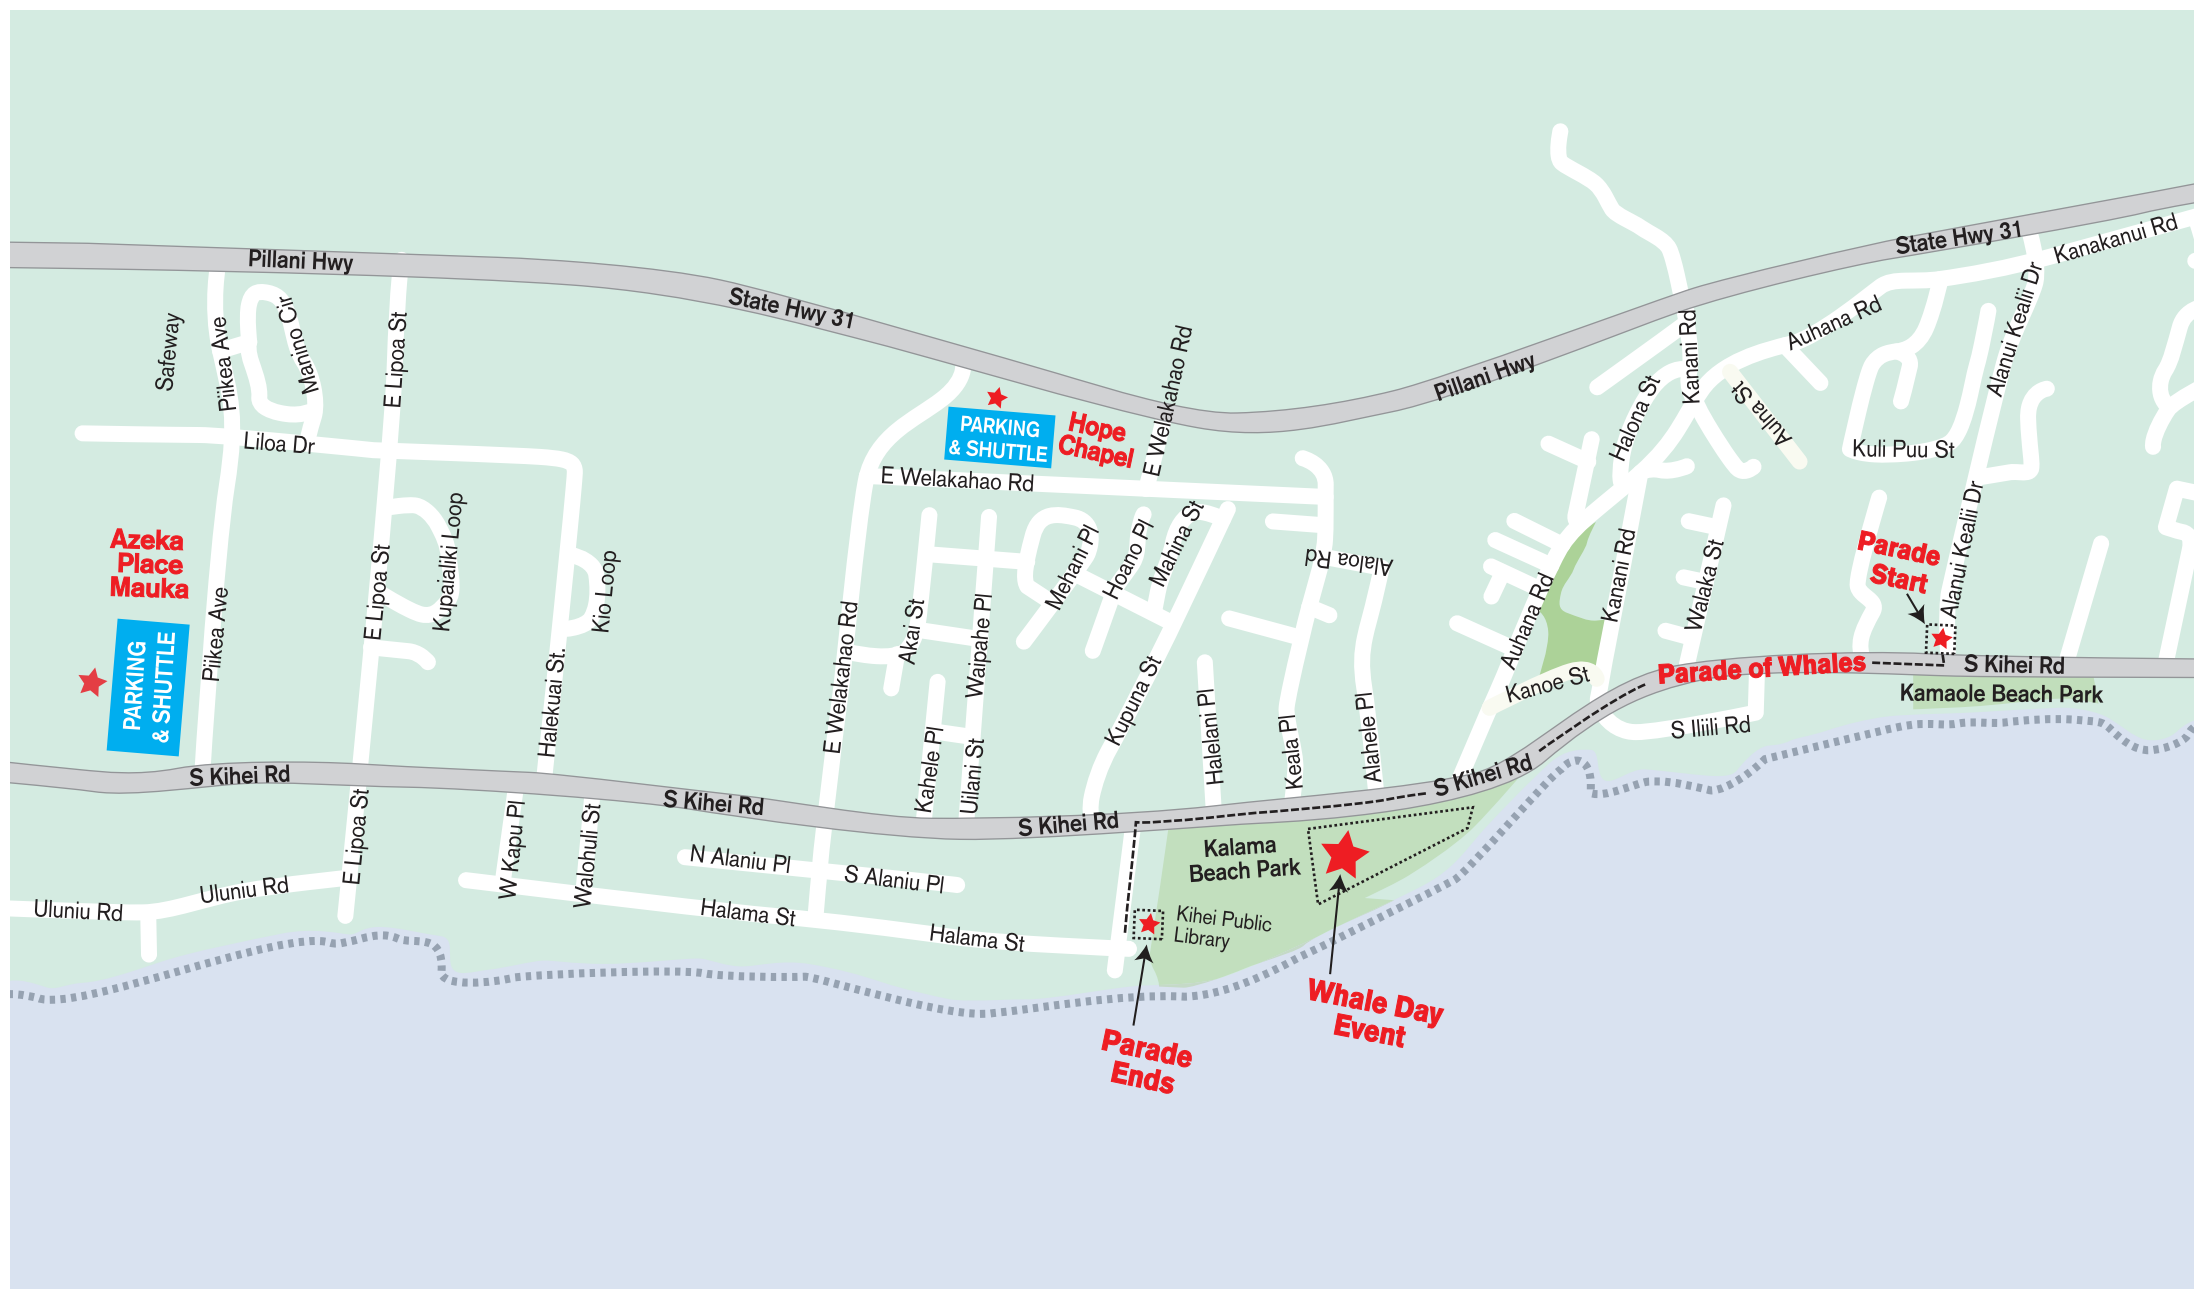 Pillani Hwy
State Hwy 31
Pillani Hwy
State Hwy 31
Kanakanui Rd
Safeway
Piikea Ave
Manino Cir
E Lipoa St
Liloa Dr
E Welakahao Rd
PARKING
& SHUTTLE
Hope
Chapel
E Welakahao Rd
Kanani Rd
Auhana Rd
Alanui Kealii Dr
Halona St
Auina St
Kuli Puu St
Azeka
Place
Mauka
PARKING
& SHUTTLE
Piikea Ave
E Lipoa St
Kupaialiki Loop
Kio Loop
Halekuai St.
E Welakahao Rd
Akai St
Waipahe Pl
Mehani Pl
Hoano Pl
Mahina St
Alaloa Rd
Kupuna St
Kahele Pl
Uilani St
Halelani Pl
Keala Pl
Alahele Pl
Auhana Rd
Kanani Rd
Walaka St
Parade
Start
Alanui Kealii Dr
Kanoe St
Parade of Whales
S Kihei Rd
Kamaole Beach Park
S Iliili Rd
S Kihei Rd
S Kihei Rd
S Kihei Rd
S Kihei Rd
E Lipoa St
W Kapu Pl
Walohuli St
N Alaniu Pl
S Alaniu Pl
Kalama
Beach Park
Uluniu Rd
Uluniu Rd
Halama St
Halama St
Kihei Public
Library
Whale Day
Event
Parade
Ends